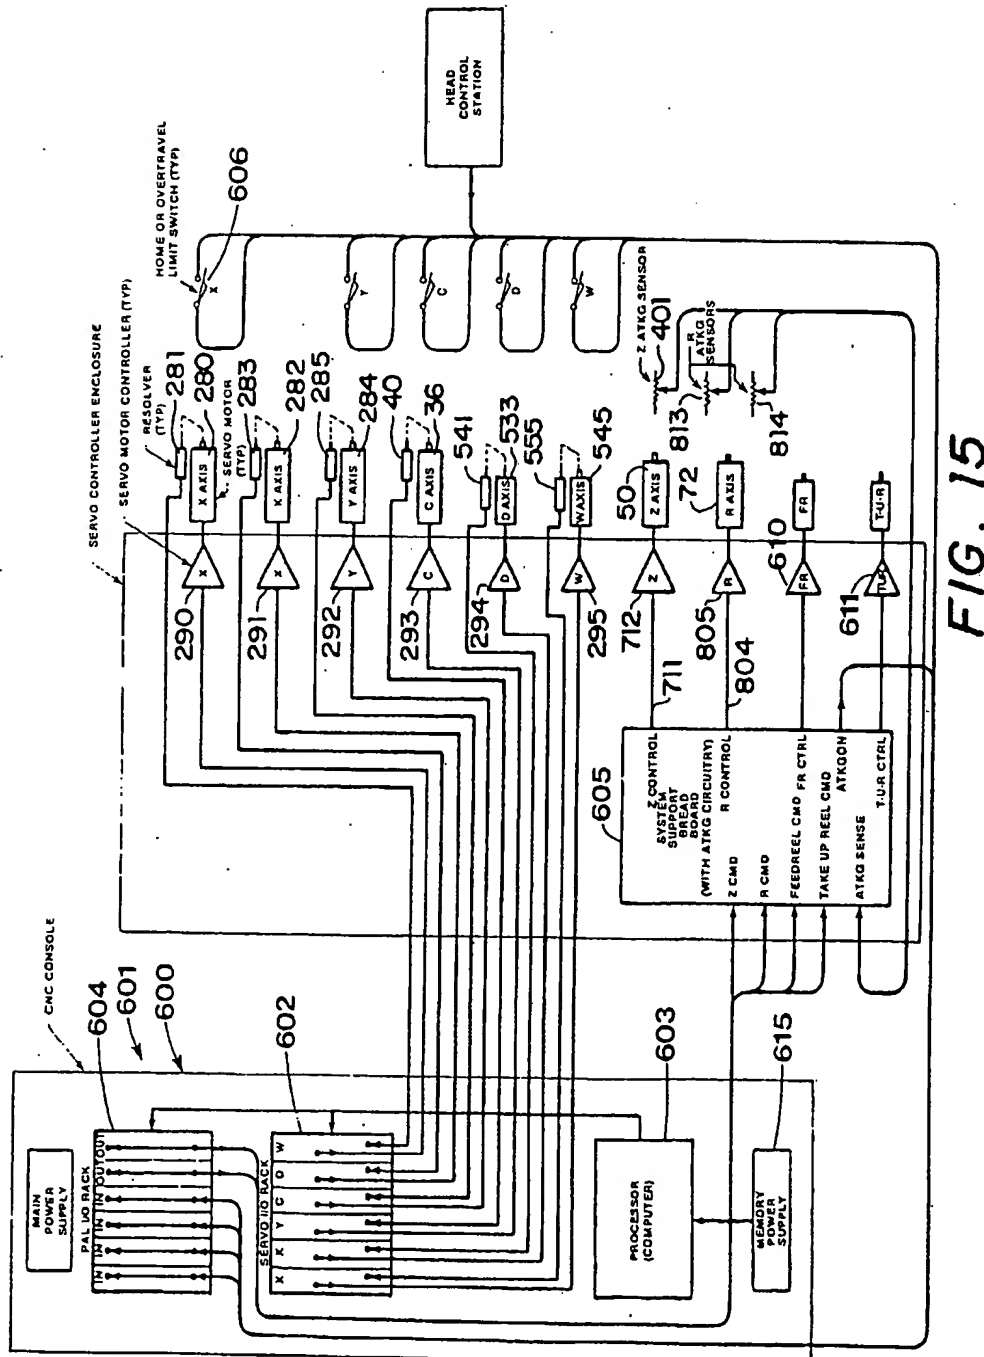 HEAD
CONTROL
STATION
HOME OR OVERTRAVEL
LIMIT SWITCH (TYP)
606
X
Y
C
D
W
Z ATKG SENSOR
401
R
ATKG
SENSORS
813
814
SERVO CONTROLLER ENCLOSURE
SERVO MOTOR CONTROLLER (TYP)
RESOLVER
(TYP)
281
280
X AXIS
SERVO MOTOR
(TYP)
283
282
X AXIS
285
284
Y AXIS
40
36
C AXIS
541
533
D AXIS
555
545
W AXIS
50
Z AXIS
72
R AXIS
FR
T-U-R
X
290
X
291
Y
292
C
293
D
294
W
295
Z
712
R
805
FR
610
TUR
611
711
804
605
Z CONTROL
SYSTEM
SUPPORT
BREAD
BOARD
(WITH ATKG CIRCUITRY)
R CONTROL
Z CMD
R CMD
FEEDREEL CMD
FR CTRL
TAKE UP REEL CMD
ATKGON
ATKG SENSE
T-U-R CTRL
CNC CONSOLE
604
601
600
602
603
615
MAIN
POWER
SUPPLY
PAL I/O RACK
IN IN IN IN OUT OUT
SERVO I/O RACK
X X Y C D W
PROCESSOR
(COMPUTER)
MEMORY
POWER
SUPPLY
FIG. 15